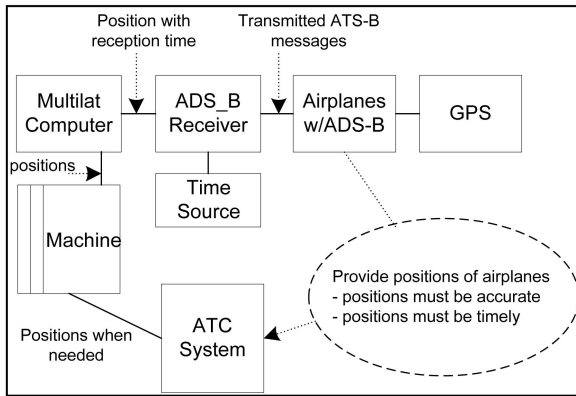 Position with
reception time
Transmitted ATS-B
messages
Multilat
Computer
ADS_B
Receiver
Airplanes
w/ADS-B
GPS
positions
Time
Source
Machine
Provide positions of airplanes
- positions must be accurate
- positions must be timely
Positions when
needed
ATC
System